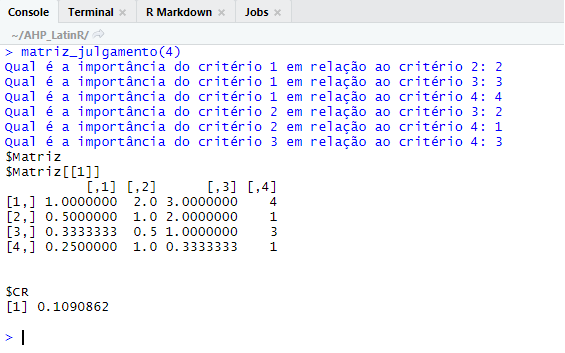 Console Terminal × R Markdown × Jobs ×
~/AHP_LatinR/
> matriz_julgamento(4)
Qual é a importância do critério 1 em relação ao critério 2: 2
Qual é a importância do critério 1 em relação ao critério 3: 3
Qual é a importância do critério 1 em relação ao critério 4: 4
Qual é a importância do critério 2 em relação ao critério 3: 2
Qual é a importância do critério 2 em relação ao critério 4: 1
Qual é a importância do critério 3 em relação ao critério 4: 3
$Matriz
$Matriz[[1]]
[,1] [,2] [,3] [,4]
[1,] 1.0000000 2.0 3.0000000 4
[2,] 0.5000000 1.0 2.0000000 1
[3,] 0.3333333 0.5 1.0000000 3
[4,] 0.2500000 1.0 0.3333333 1
$CR
[1] 0.1090862
>